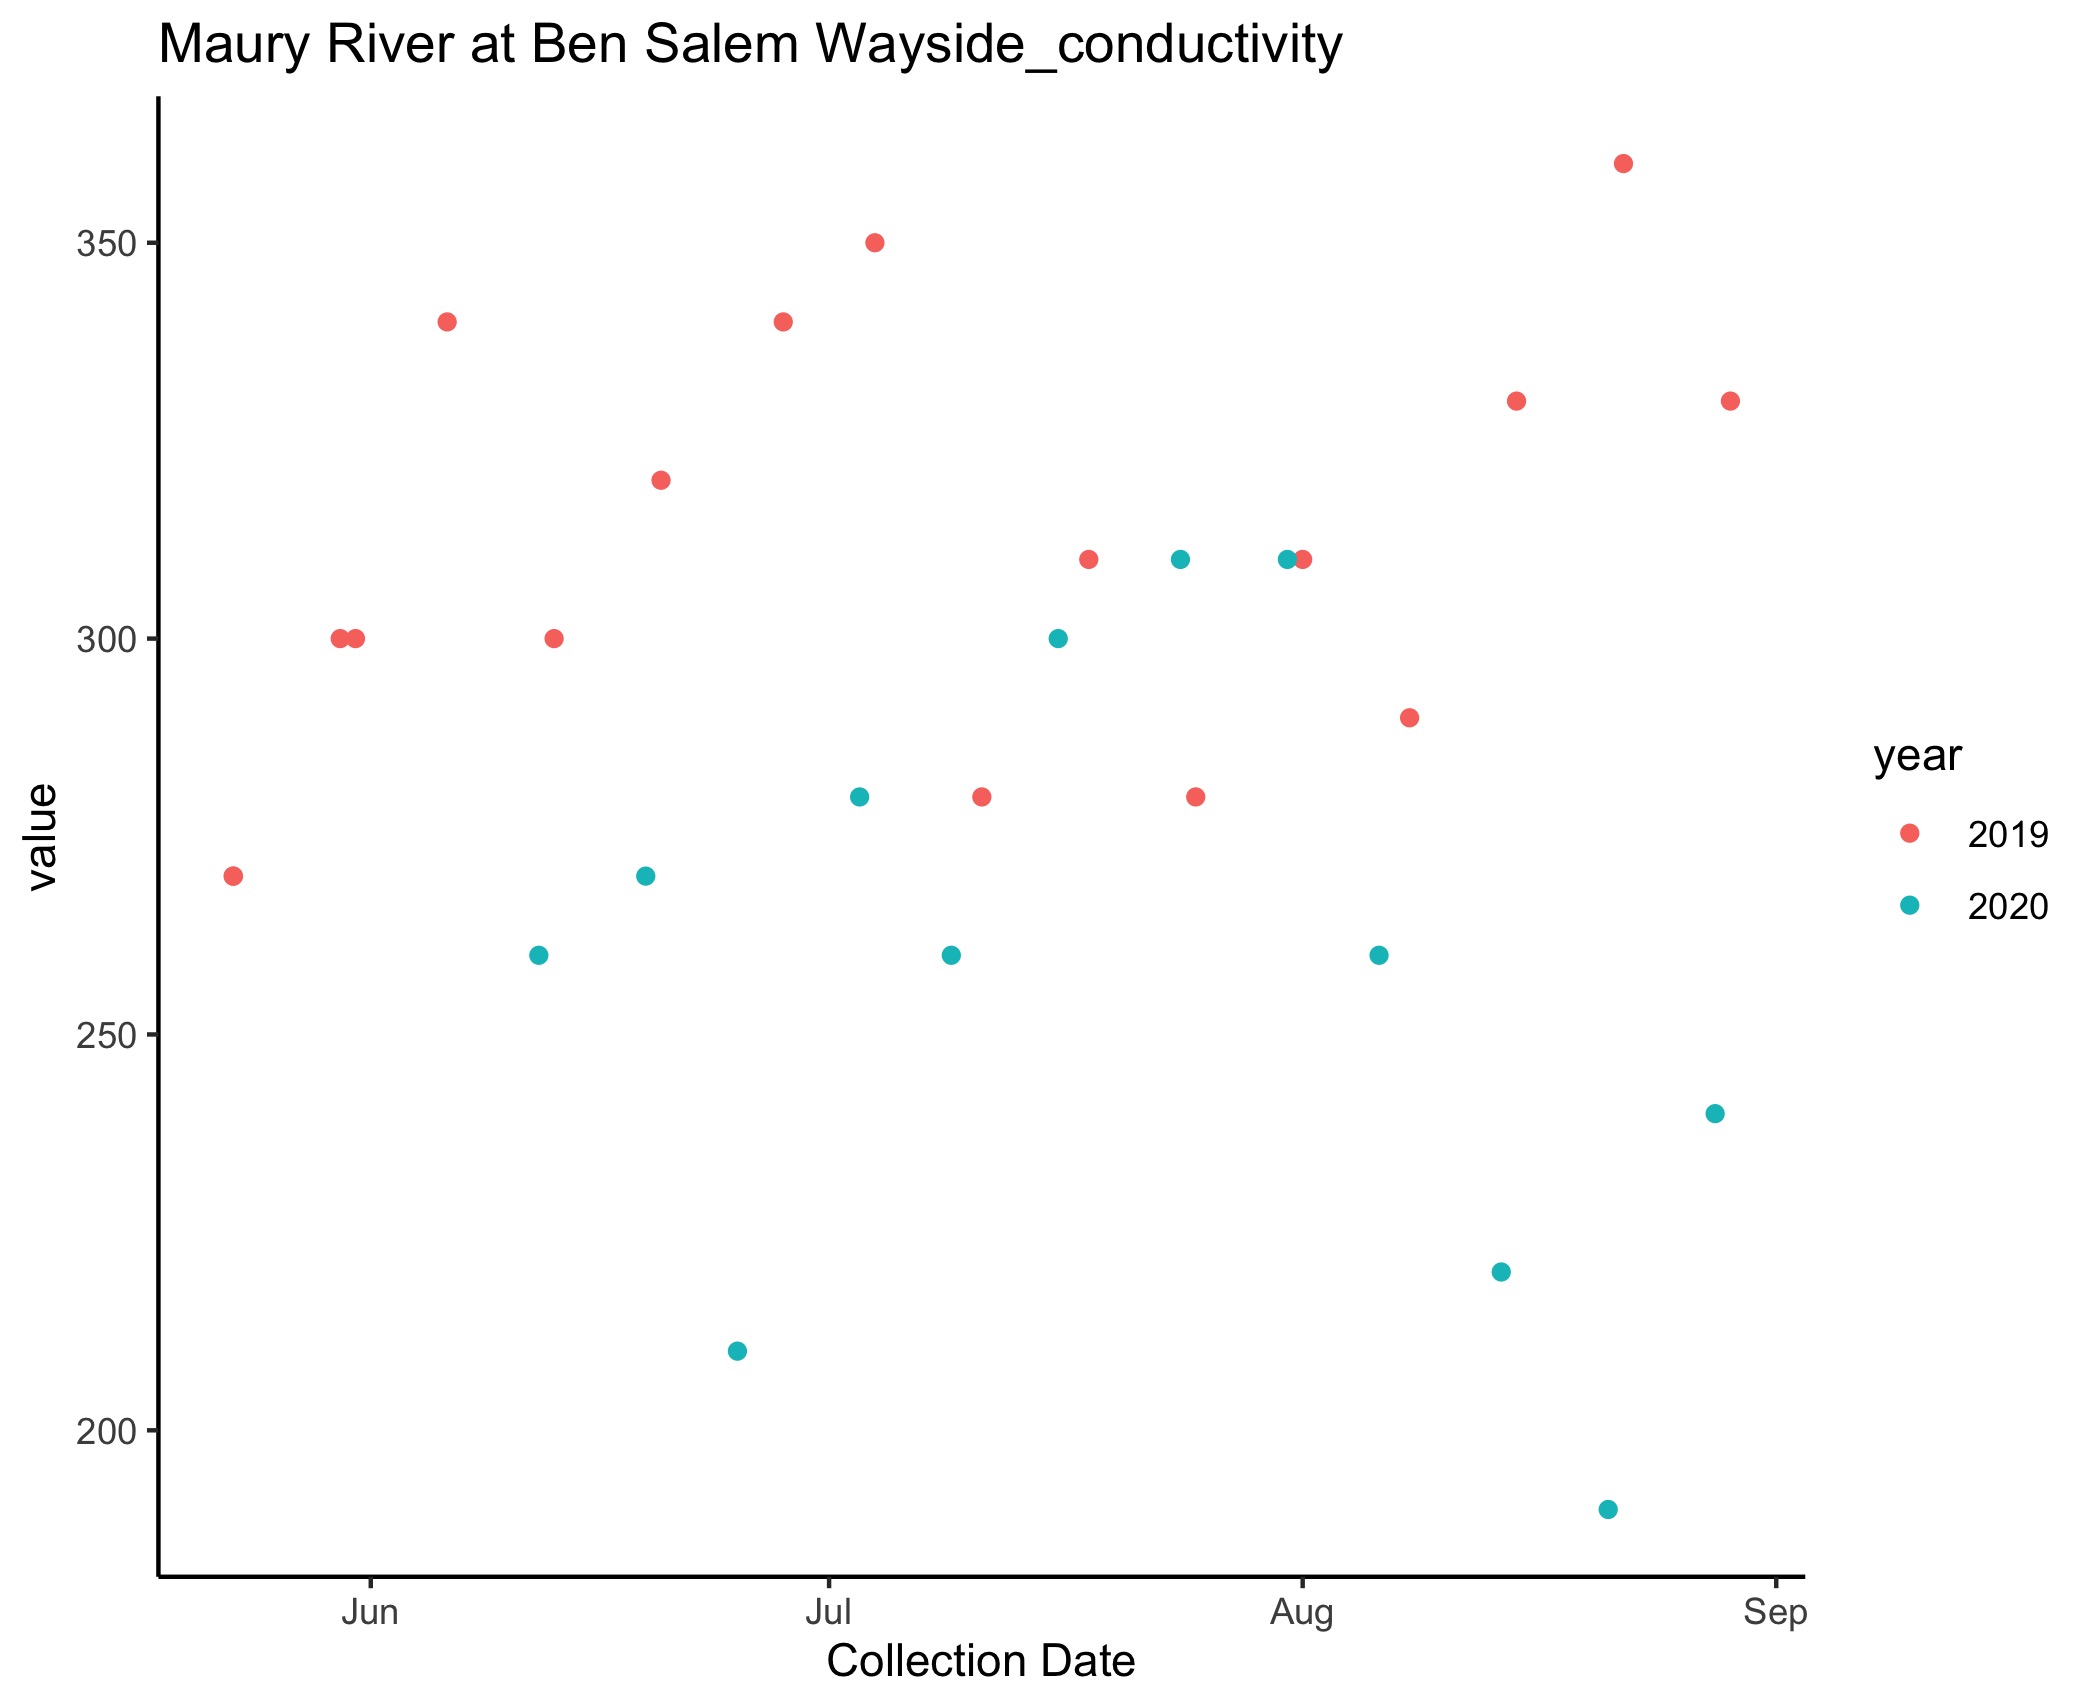 Maury River at Ben Salem Wayside_conductivity
350
300
250
200
value
Jun
Jul
Aug
Sep
Collection Date
year
2019
2020